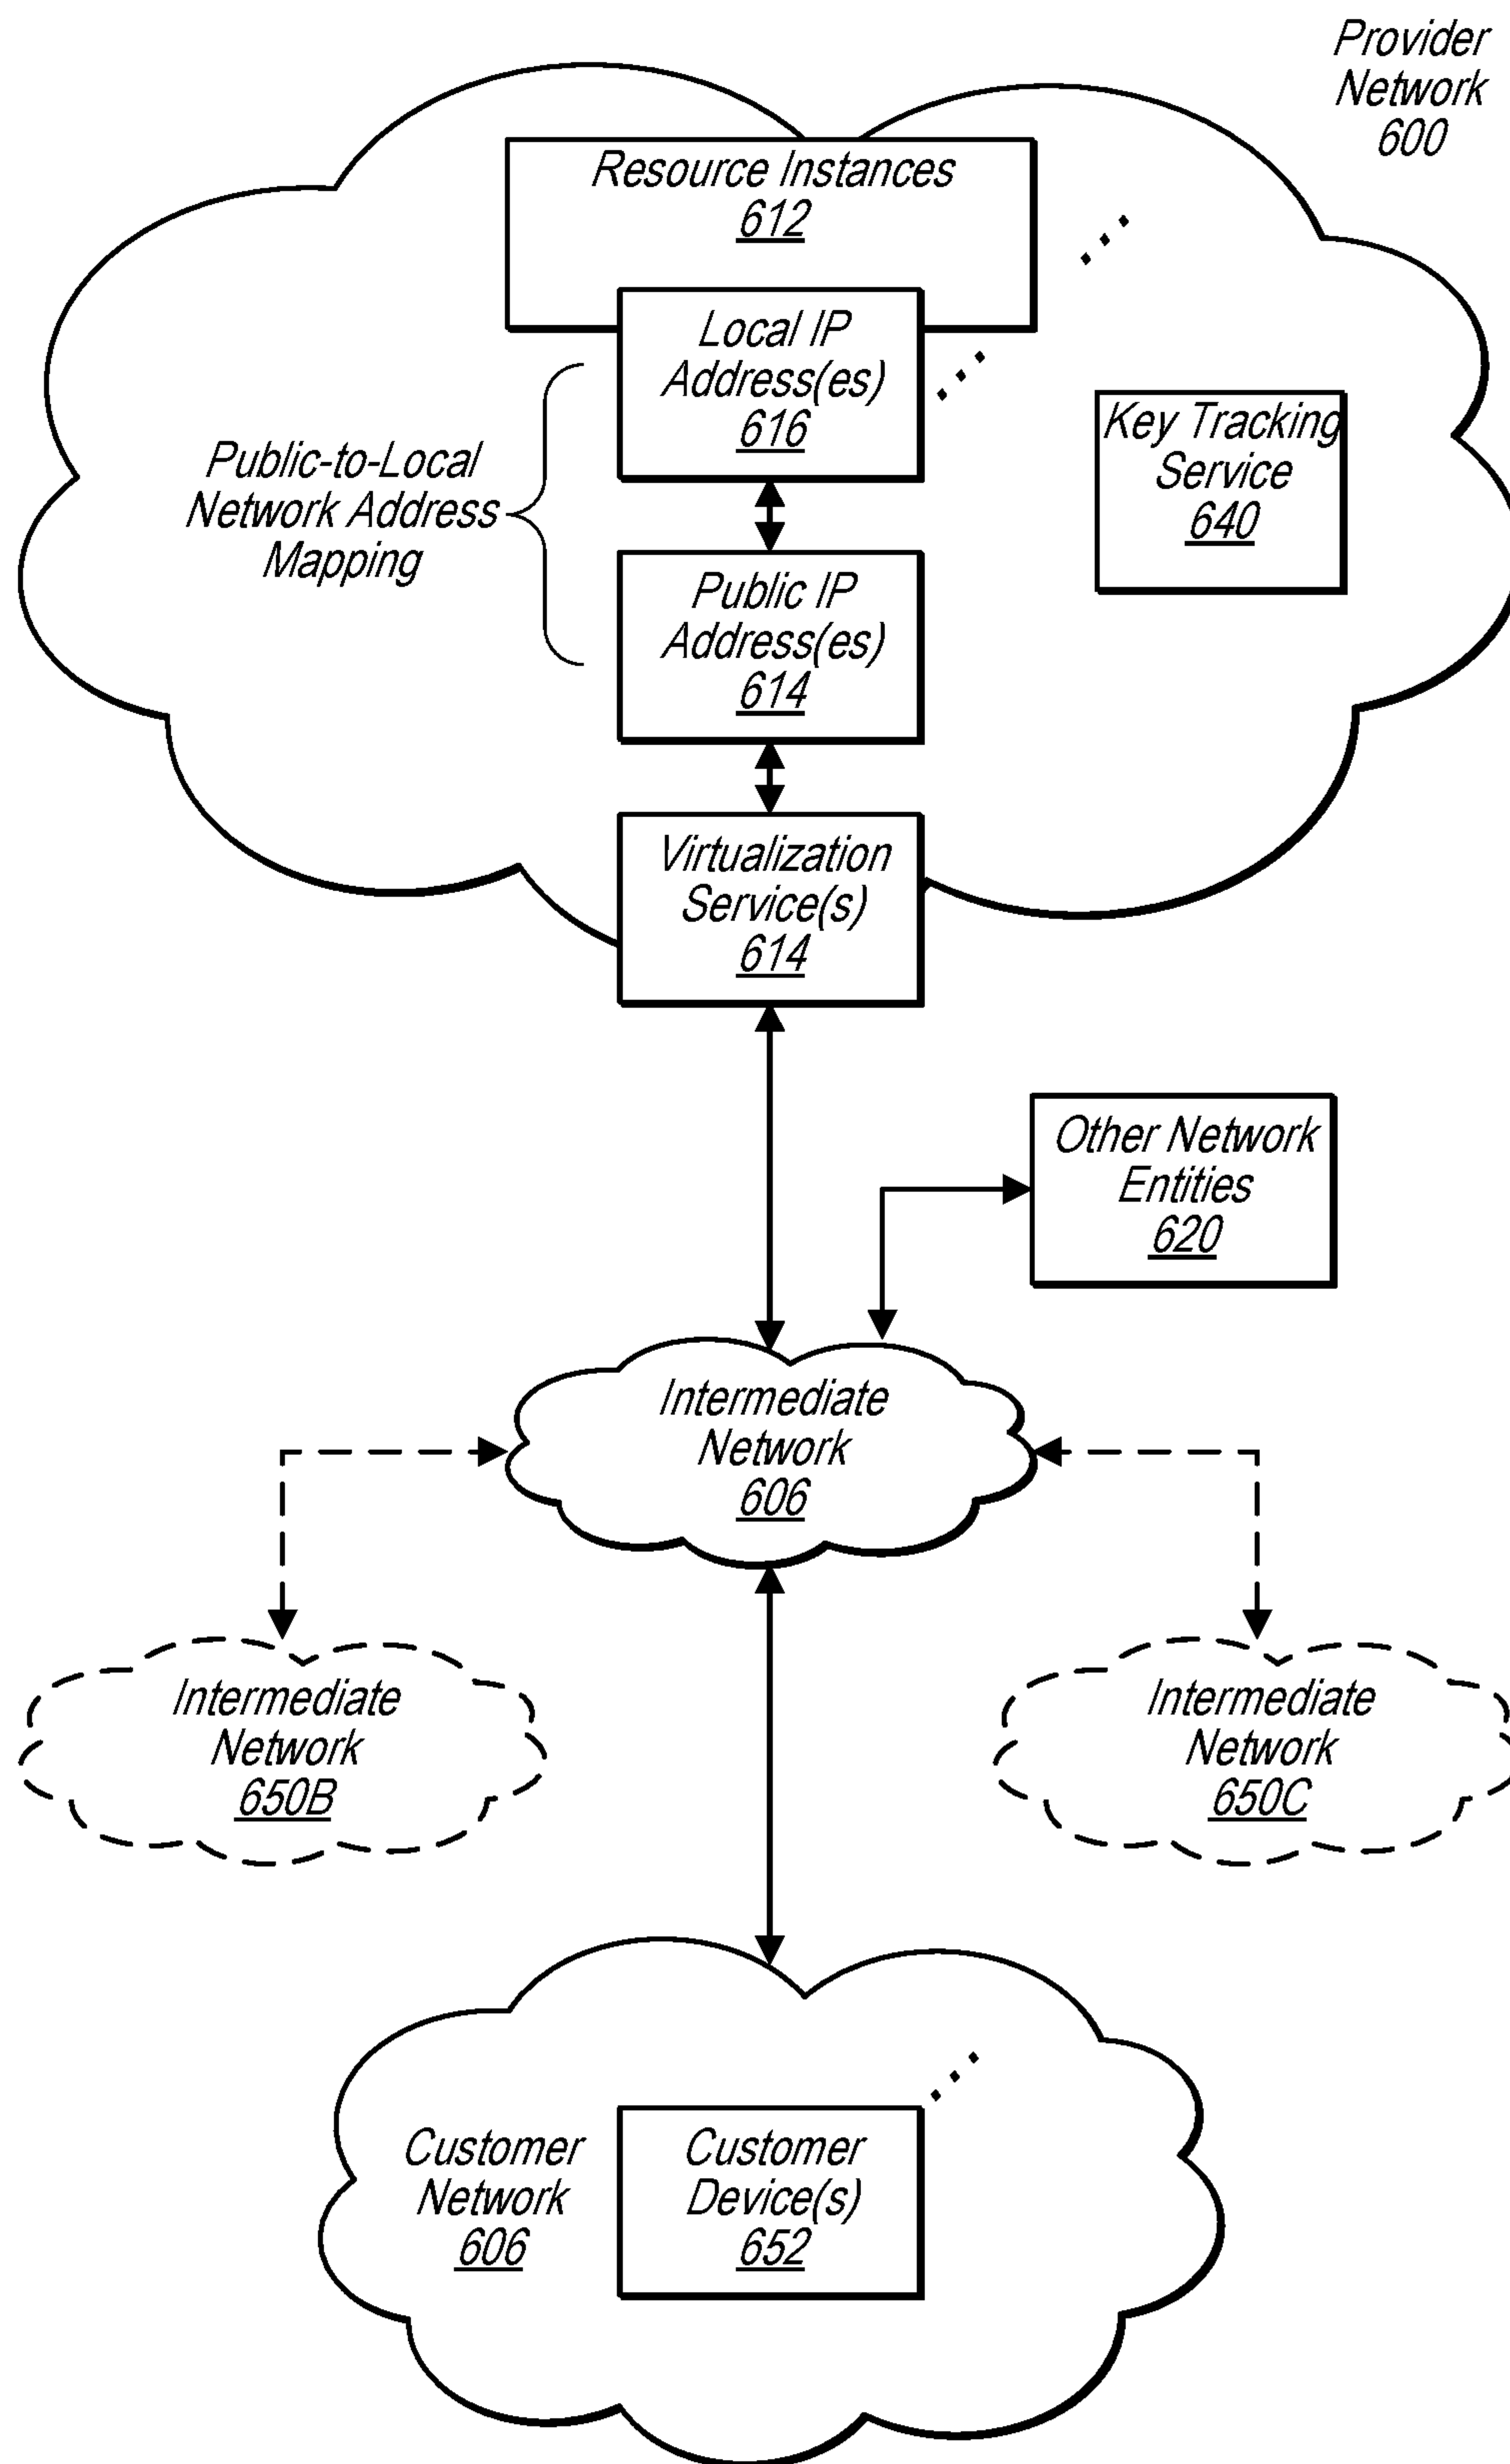 Provider
Network
600
Resource Instances
612
Local IP
Address(es)
616
Public-to-Local
Network Address
Mapping
Key Tracking
Service
640
Public IP
Address(es)
614
Virtualization
Service(s)
614
Other Network
Entities
620
Intermediate
Network
606
Intermediate
Network
650B
Intermediate
Network
650C
Customer
Network
606
Customer
Device(s)
652